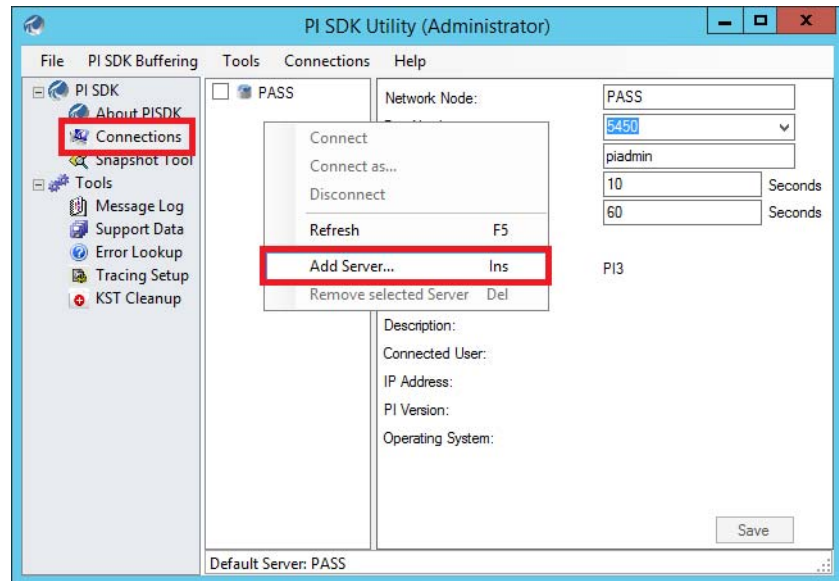 PI SDK Utility (Administrator)
File PI SDK Buffering Tools Connections Help
PI SDK
About PISDK
Connections
Snapshot Tool
Tools
Message Log
Support Data
Error Lookup
Tracing Setup
KST Cleanup
PASS
Connect
Connect as...
Disconnect
Refresh F5
Add Server... Ins
Remove selected Server Del
Network Node: PASS
5450
piadmin
10 Seconds
60 Seconds
PI3
Description:
Connected User:
IP Address:
PI Version:
Operating System:
Save
Default Server: PASS